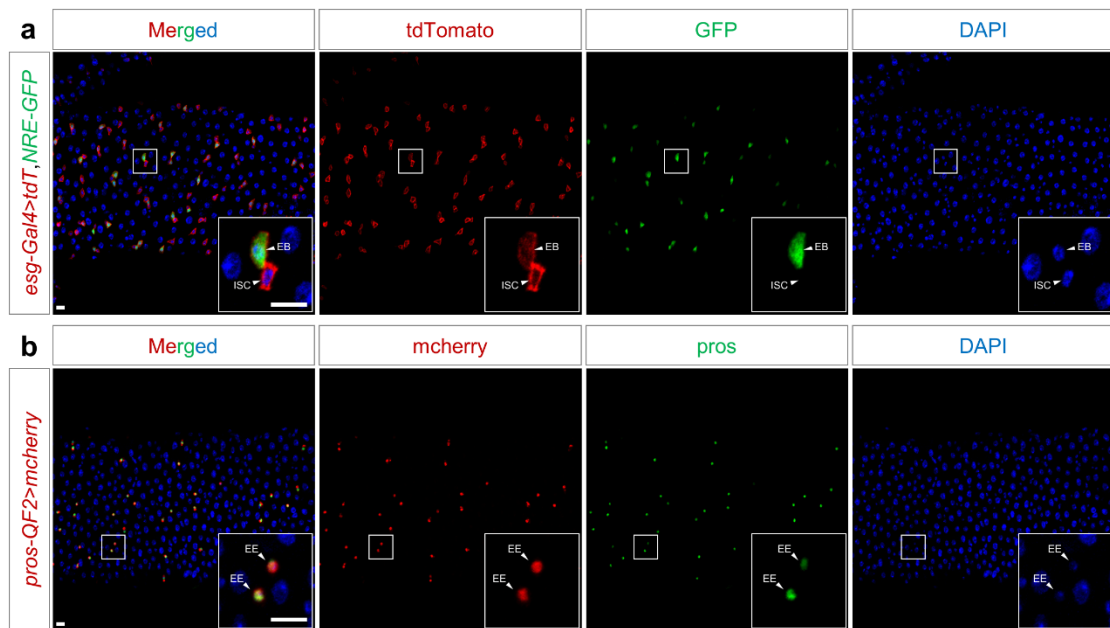 a
Merged
tdTomato
GFP
DAPI
esg-Gal4>tdT,NRE-GFP
EB
ISC
EB
ISC
EB
ISC
EB
ISC
b
Merged
mcherry
pros
DAPI
pros-QF2>mcherry
EE
EE
EE
EE
EE
EE
EE
EE